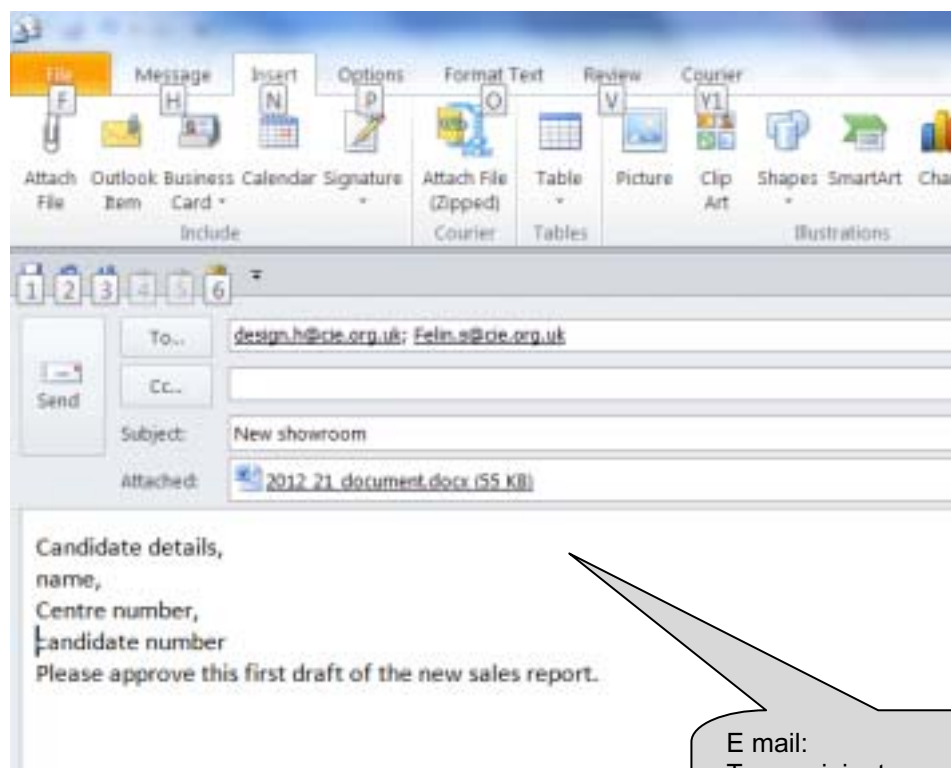 File Message Insert Options Format Text Review Courier
F H N P O V Y1
Attach File
Outlook Item
Business Card
Calendar
Signature
Attach File (Zipped)
Table
Picture
Clip Art
Shapes
SmartArt
Include Courier Tables Illustrations
1 2 3 4 5 6
Send
To... design.h@cie.org.uk; Felin.s@cie.org.uk
Cc...
Subject: New showroom
Attached: 2012_21_document.docx (55 KB)
Candidate details,
name,
Centre number,
candidate number
Please approve this first draft of the new sales report.
E mail: